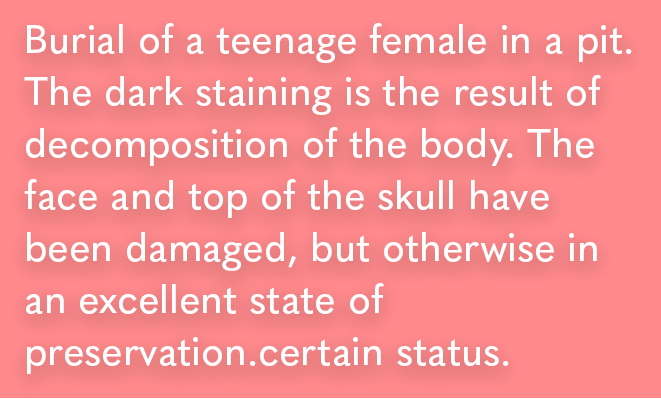 Burial of a teenage female in a pit.
The dark staining is the result of
decomposition of the body. The
face and top of the skull have
been damaged, but otherwise in
an excellent state of
preservation.certain status.